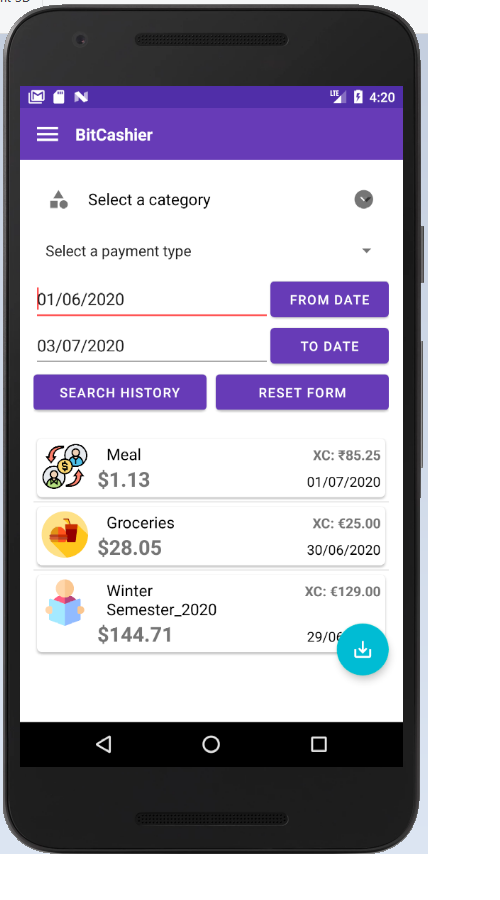 LTE 4:20
BitCashier
Select a category
Select a payment type
01/06/2020 FROM DATE
03/07/2020 TO DATE
SEARCH HISTORY RESET FORM
Meal XC: ₹85.25
$1.13 01/07/2020
Groceries XC: €25.00
$28.05 30/06/2020
Winter XC: €129.00
Semester_2020
$144.71 29/06